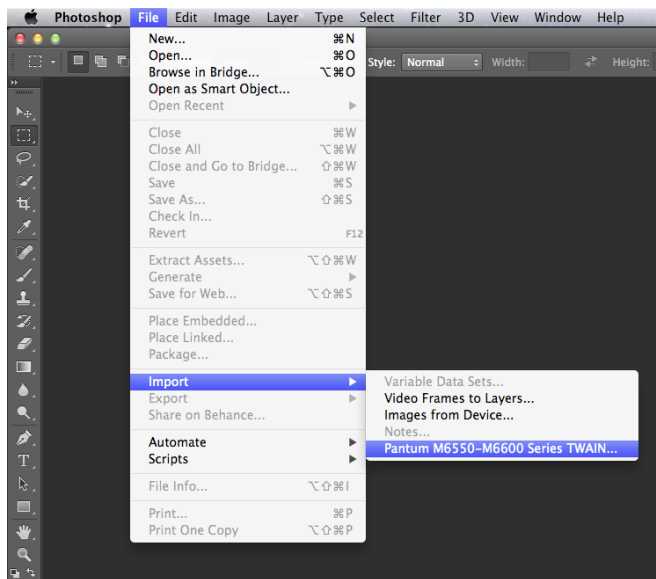 Photoshop File Edit Image Layer Type Select Filter 3D View Window Help
Style: Normal Width: Height:
New... ⌘N
Open... ⌘O
Browse in Bridge... ⌥⌘O
Open as Smart Object...
Open Recent
Close ⌘W
Close All ⌥⌘W
Close and Go to Bridge... ⇧⌘W
Save ⌘S
Save As... ⇧⌘S
Check In...
Revert F12
Extract Assets... ⌥⇧⌘W
Generate
Save for Web... ⌥⇧⌘S
Place Embedded...
Place Linked...
Package...
Import
Export
Share on Behance...
Automate
Scripts
File Info... ⌥⇧⌘I
Print... ⌘P
Print One Copy ⌥⇧⌘P
Variable Data Sets...
Video Frames to Layers...
Images from Device...
Notes...
Pantum M6550-M6600 Series TWAIN...